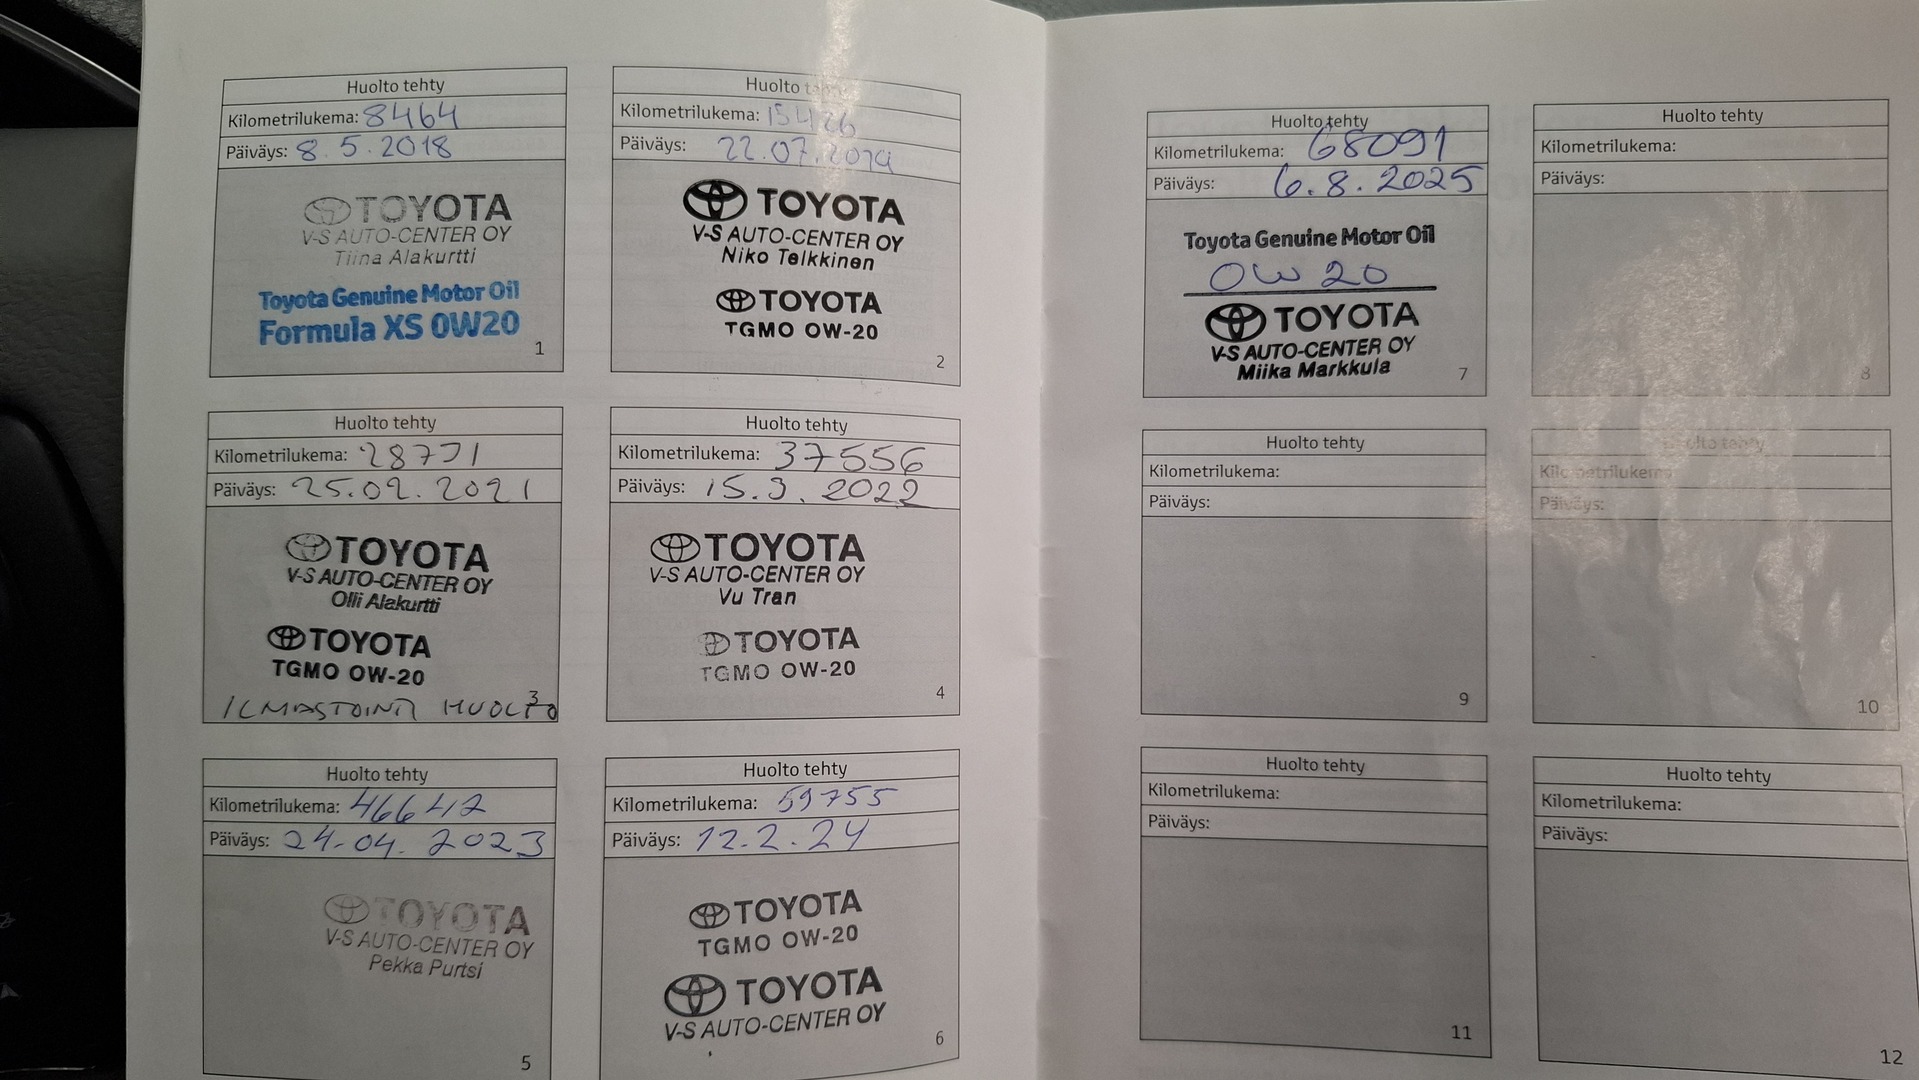 Huolto tehty
Kilometrilukema: 8464
Päiväys: 8.5.2018
TOYOTA
V-S AUTO-CENTER OY
Tiina Alakurtti
Toyota Genuine Motor Oil
Formula XS 0W20
1
Huolto tehty
Kilometrilukema:
Päiväys: 22.07.2019
TOYOTA
V-S AUTO-CENTER OY
Niko Telkkinen
TOYOTA
TGMO OW-20
2
Huolto tehty
Kilometrilukema:
Päiväys: 25.02.2021
TOYOTA
V-S AUTO-CENTER OY
Olli Alakurtti
TOYOTA
TGMO OW-20
ILMASTOINTI HUOLTO
3
Huolto tehty
Kilometrilukema: 37556
Päiväys: 15.3.2022
TOYOTA
V-S AUTO-CENTER OY
Vu Tran
TOYOTA
TGMO OW-20
4
Huolto tehty
Kilometrilukema: 46642
Päiväys: 24.04.2023
TOYOTA
V-S AUTO-CENTER OY
Pekka Purtsi
5
Huolto tehty
Kilometrilukema: 59755
Päiväys: 12.2.24
TOYOTA
TGMO OW-20
TOYOTA
V-S AUTO-CENTER OY
6
Huolto tehty
Kilometrilukema: 68091
Päiväys: 6.8.2025
Toyota Genuine Motor Oil
OW 20
TOYOTA
V-S AUTO-CENTER OY
Miika Markkula
7
Huolto tehty
Kilometrilukema:
Päiväys:
8
Huolto tehty
Kilometrilukema:
Päiväys:
9
Huolto tehty
Kilometrilukema:
Päiväys:
10
Huolto tehty
Kilometrilukema:
Päiväys:
11
Huolto tehty
Kilometrilukema:
Päiväys:
12